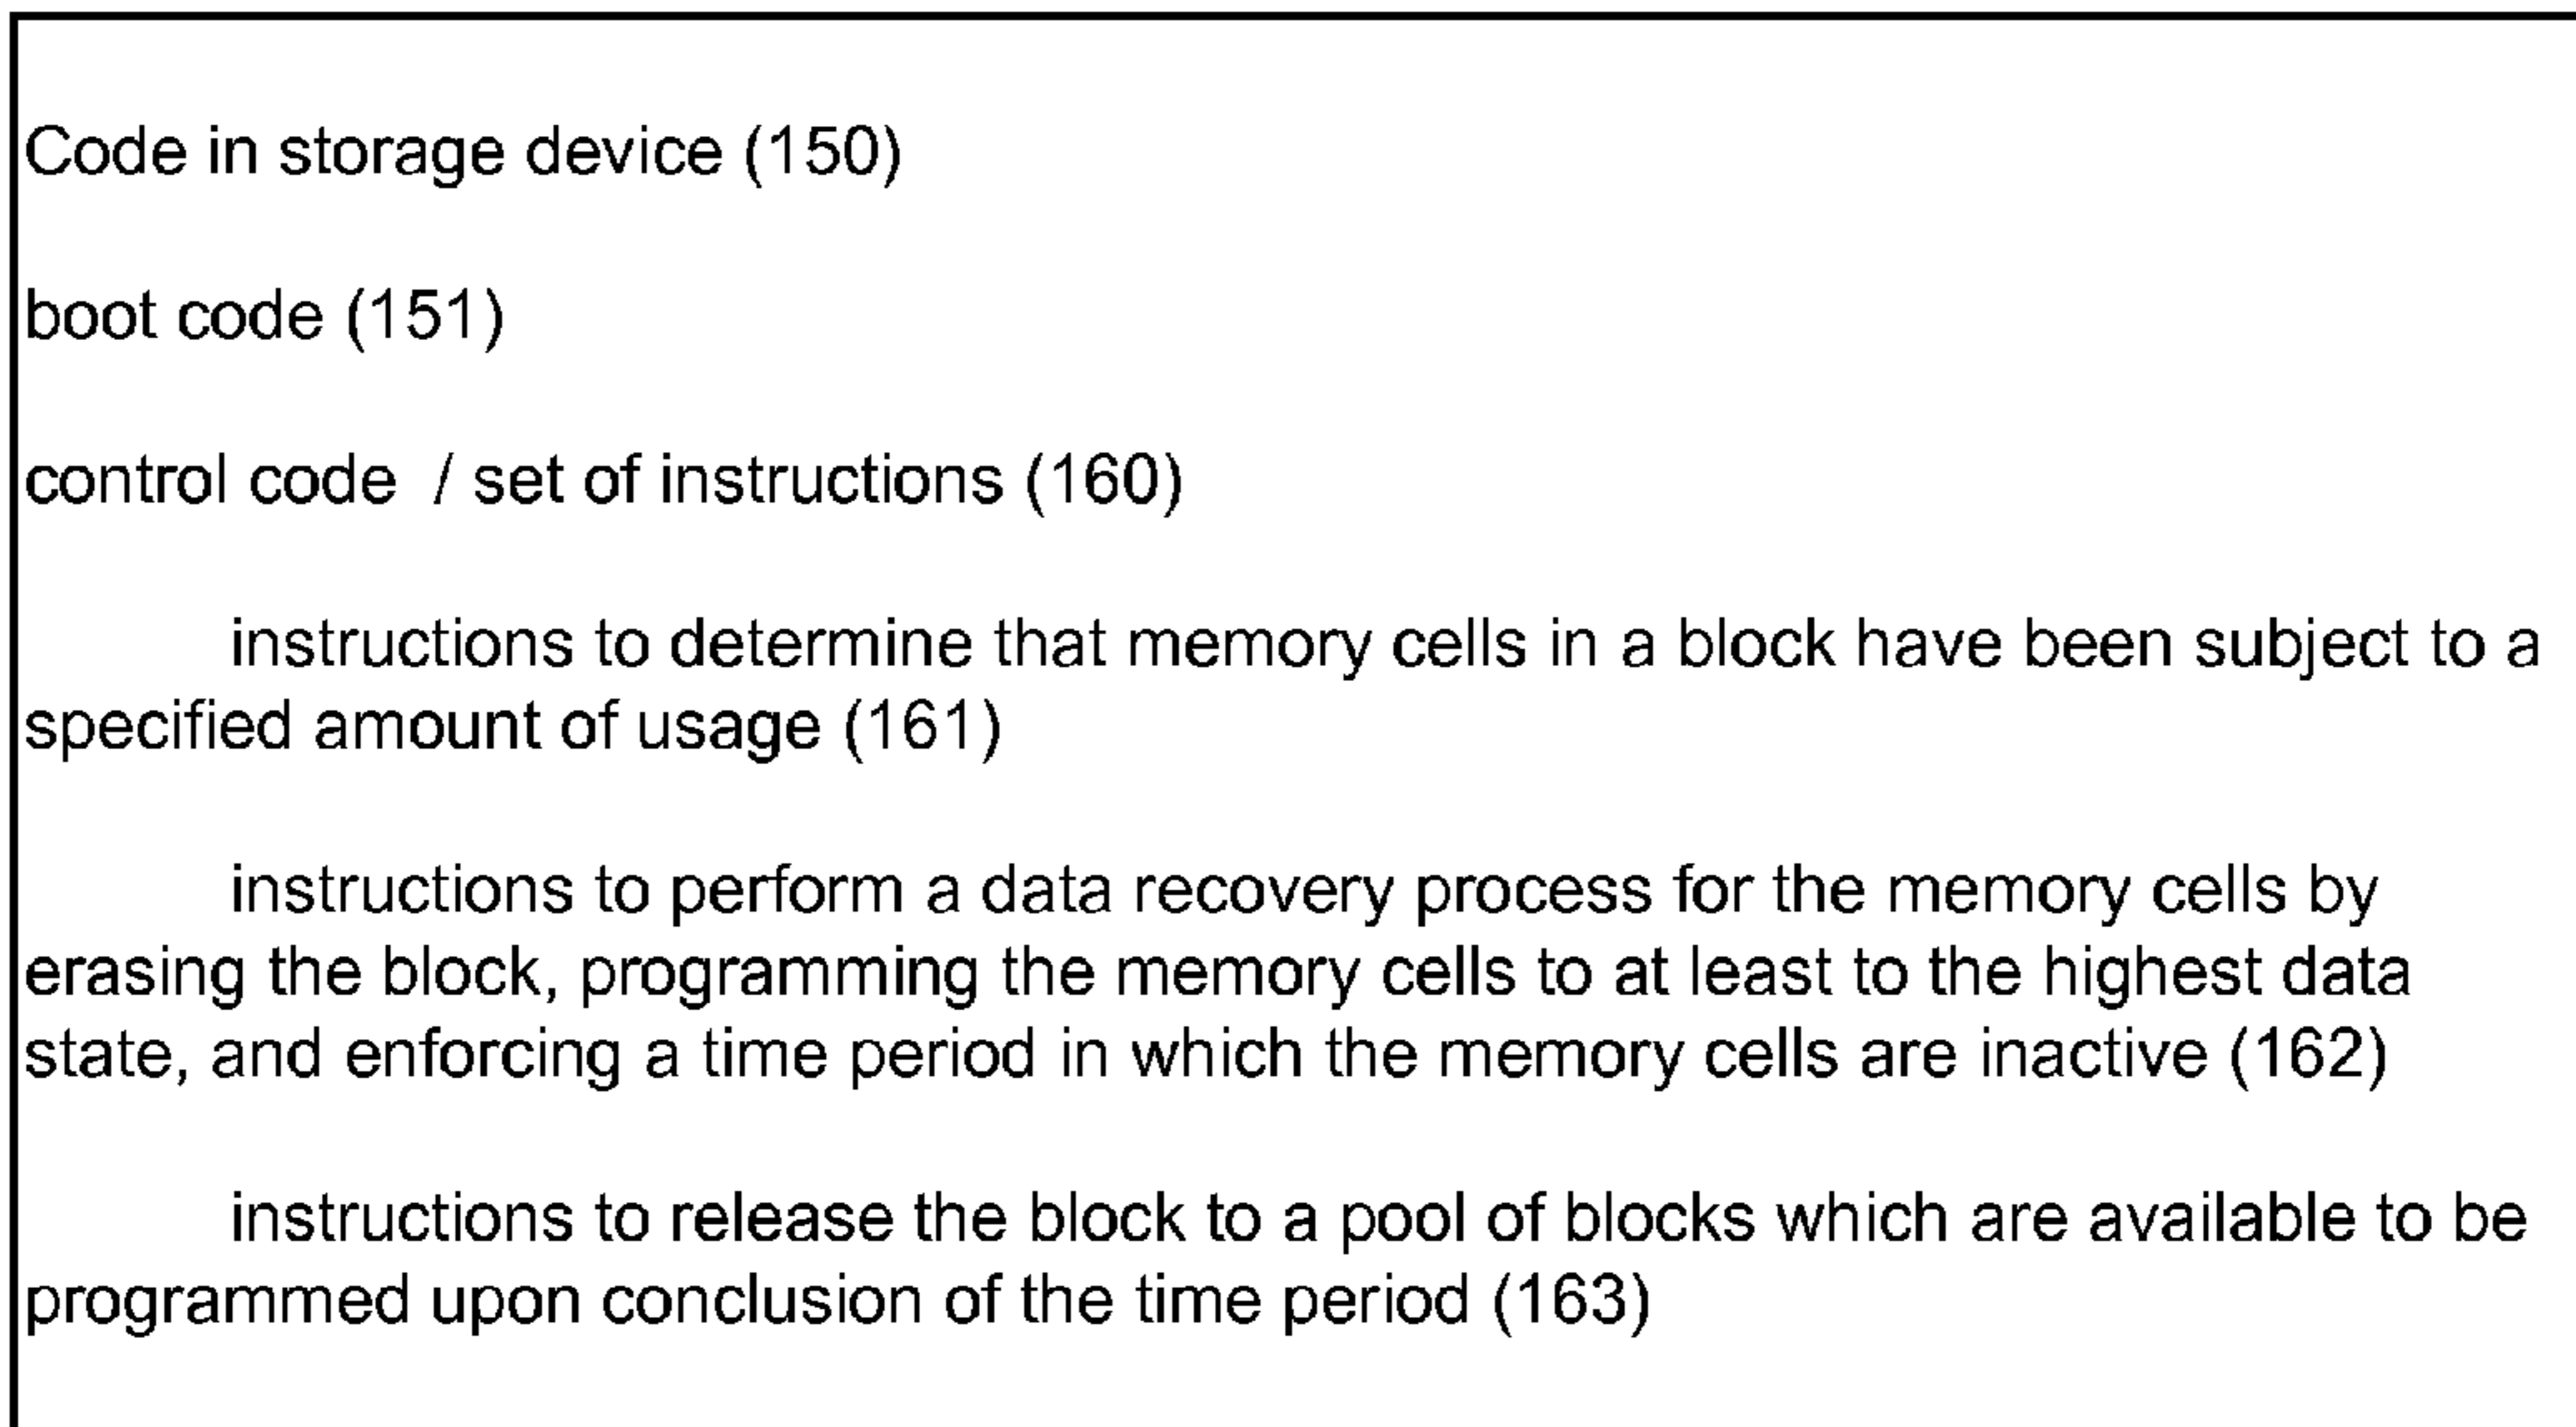 Code in storage device (150)
boot code (151)
control code / set of instructions (160)
instructions to determine that memory cells in a block have been subject to a
specified amount of usage (161)
instructions to perform a data recovery process for the memory cells by
erasing the block, programming the memory cells to at least to the highest data
state, and enforcing a time period in which the memory cells are inactive (162)
instructions to release the block to a pool of blocks which are available to be
programmed upon conclusion of the time period (163)